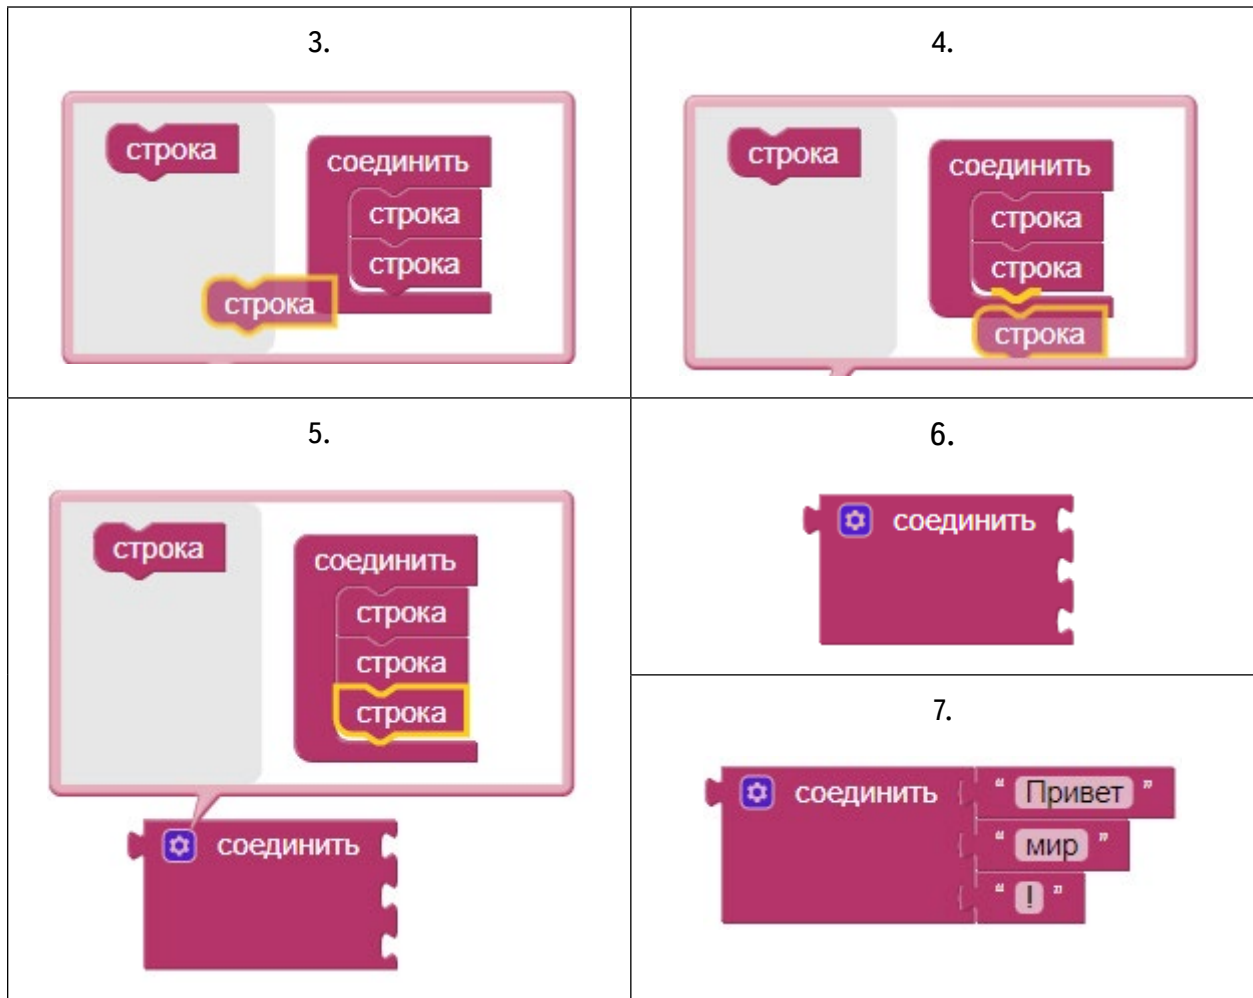 3.
строка
соединить
строка
строка
строка
4.
строка
соединить
строка
строка
строка
5.
строка
соединить
строка
строка
строка
соединить
6.
соединить
7.
соединить “ Привет ”
“ мир ”
“ ! ”